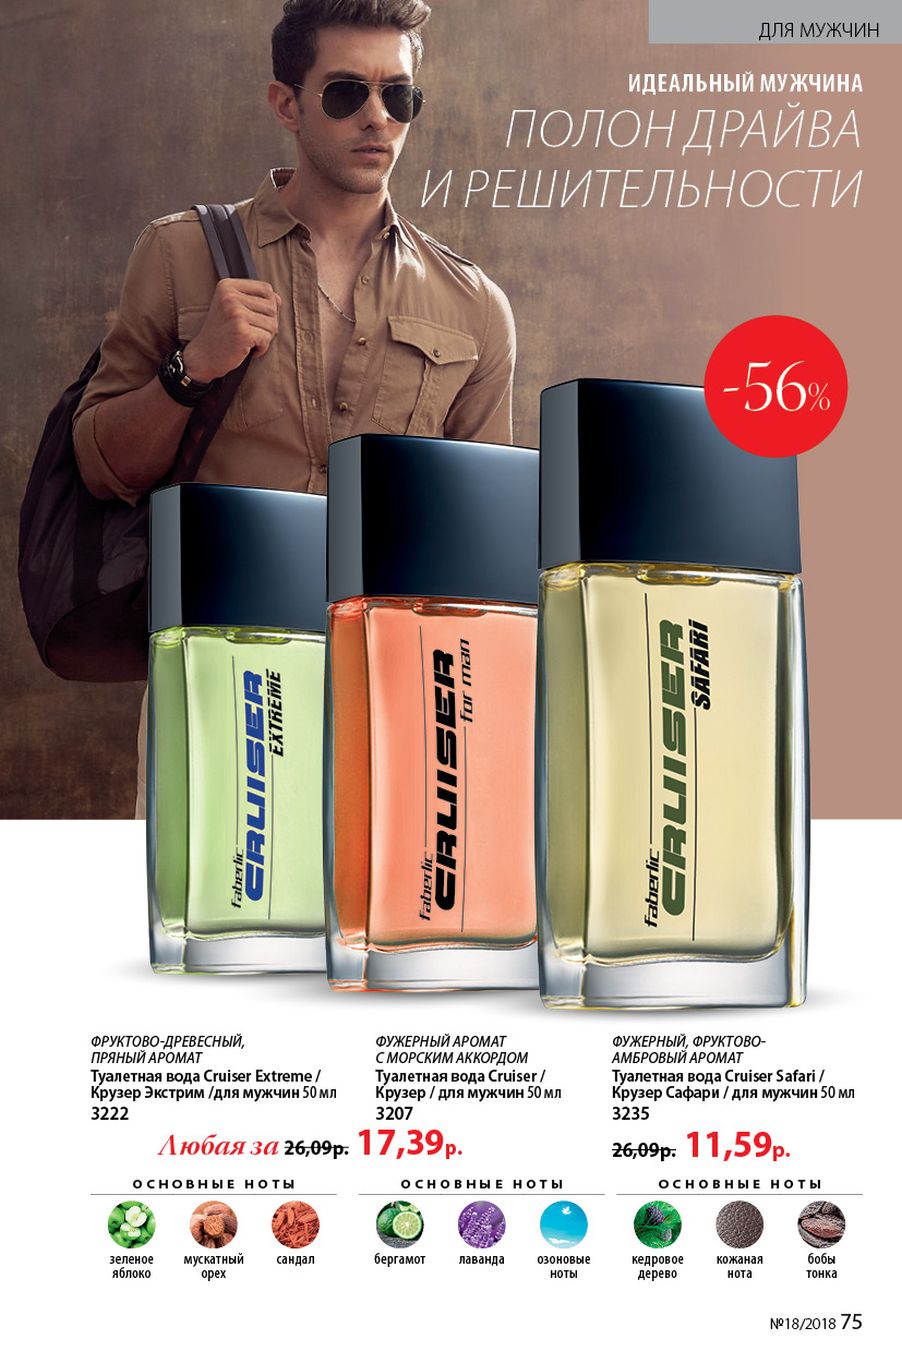 ДЛЯ МУЖЧИН
ИДЕАЛЬНЫЙ МУЖЧИНА
ПОЛОН ДРАЙВА
И РЕШИТЕЛЬНОСТИ
-56%
faberlic
CRUISER
EXTREME
faberlic
CRUISER
for man
faberlic
CRUISER
SAFARi
ФРУКТОВО-ДРЕВЕСНЫЙ,
ПРЯНЫЙ АРОМАТ
Туалетная вода Cruiser Extreme /
Крузер Экстрим /для мужчин 50 мл
3222
ФУЖЕРНЫЙ АРОМАТ
С МОРСКИМ АККОРДОМ
Туалетная вода Cruiser /
Крузер / для мужчин 50 мл
3207
ФУЖЕРНЫЙ, ФРУКТОВО-
АМБРОВЫЙ АРОМАТ
Туалетная вода Cruiser Safari /
Крузер Сафари / для мужчин 50 мл
3235
Любая за 26,09р. 17,39р.
26,09р. 11,59р.
ОСНОВНЫЕ НОТЫ
зеленое
яблоко
мускатный
орех
сандал
ОСНОВНЫЕ НОТЫ
бергамот
лаванда
озоновые
ноты
ОСНОВНЫЕ НОТЫ
кедровое
дерево
кожаная
нота
бобы
тонка
№18/2018 75